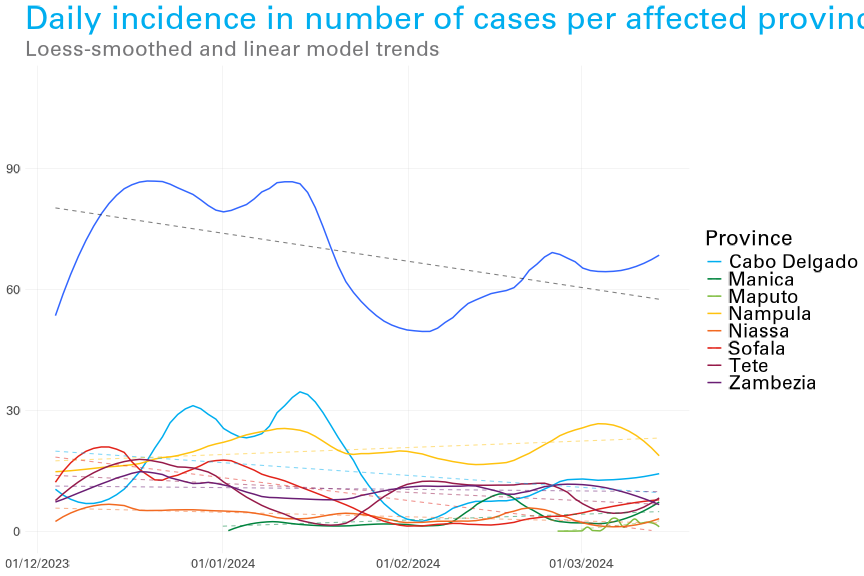 Daily incidence in number of cases per affected provinc
Loess-smoothed and linear model trends
90
60
30
0
01/12/2023
01/01/2024
01/02/2024
01/03/2024
Province
Cabo Delgado
Manica
Maputo
Nampula
Niassa
Sofala
Tete
Zambezia